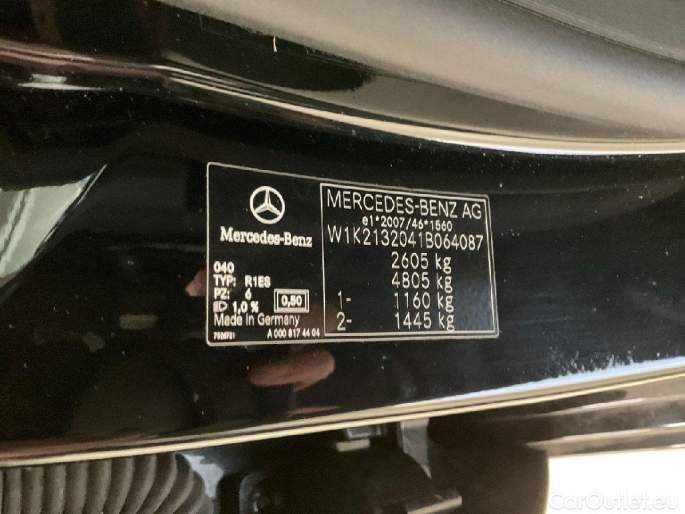 Mercedes-Benz
040
TYP: R1ES
PZ: 6
1,0 % 0,50
Made in Germany
A 000 817 44 04
MERCEDES-BENZ AG
e1*2007/46*1560
W1K2132041B064087
2605 kg
4805 kg
1- 1160 kg
2- 1445 kg
CarOutlet.eu